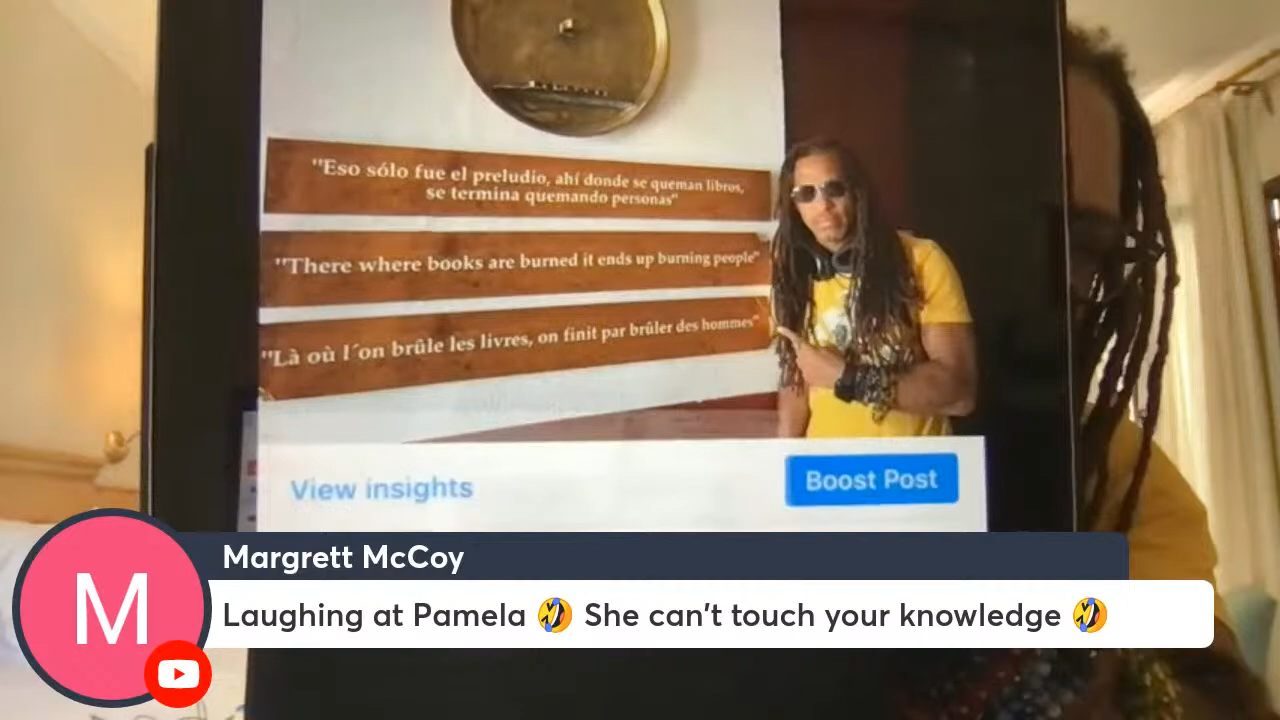 "Eso sólo fue el preludio, ahí donde se queman libros,
se termina quemando personas"
"There where books are burned it ends up burning people"
"Là où l´on brûle les livres, on finit par brûler des hommes"
View insights
Boost Post
Margrett McCoy
M
Laughing at Pamela 🤣 She can't touch your knowledge 🤣